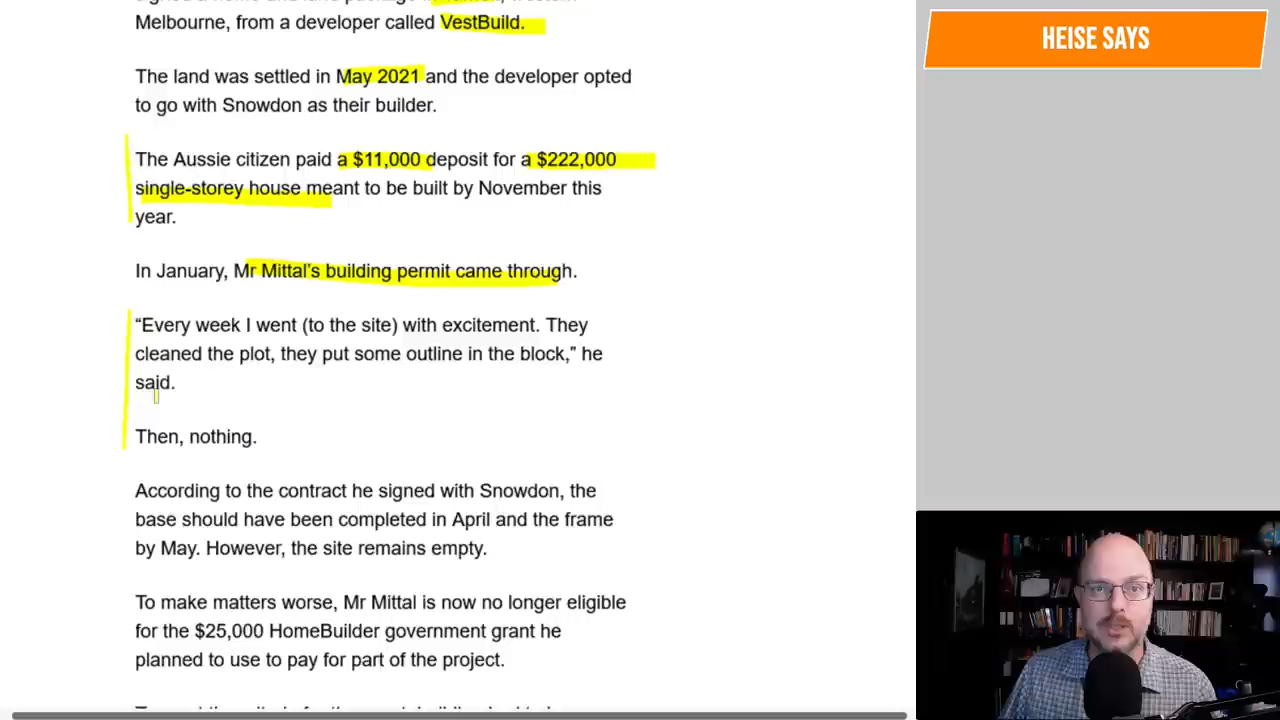 Melbourne, from a developer called VestBuild.
The land was settled in May 2021 and the developer opted
to go with Snowdon as their builder.
The Aussie citizen paid a $11,000 deposit for a $222,000
single-storey house meant to be built by November this
year.
In January, Mr Mittal’s building permit came through.
“Every week I went (to the site) with excitement. They
cleaned the plot, they put some outline in the block,” he
said.
Then, nothing.
According to the contract he signed with Snowdon, the
base should have been completed in April and the frame
by May. However, the site remains empty.
To make matters worse, Mr Mittal is now no longer eligible
for the $25,000 HomeBuilder government grant he
planned to use to pay for part of the project.
HEISE SAYS